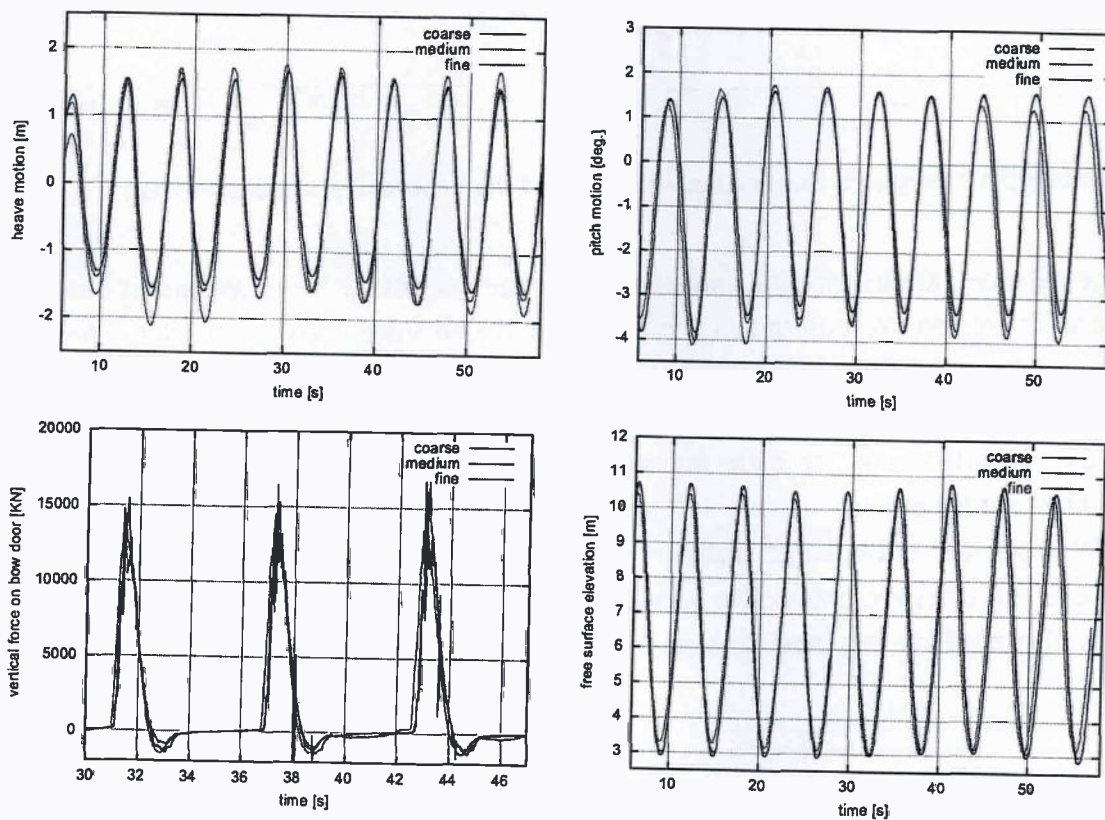 coarse
medium
fine
2
1
0
-1
-2
heave motion [m]
10
20
30
40
50
time [s]
3
2
1
0
-1
-2
-3
-4
pitch motion [deg.]
coarse
medium
fine
10
20
30
40
50
time [s]
20000
15000
10000
5000
0
vertical force on bow door [KN]
coarse
medium
fine
30
32
34
36
38
40
42
44
46
time [s]
12
11
10
9
8
7
6
5
4
3
free surface elevation [m]
coarse
medium
fine
10
20
30
40
50
time [s]